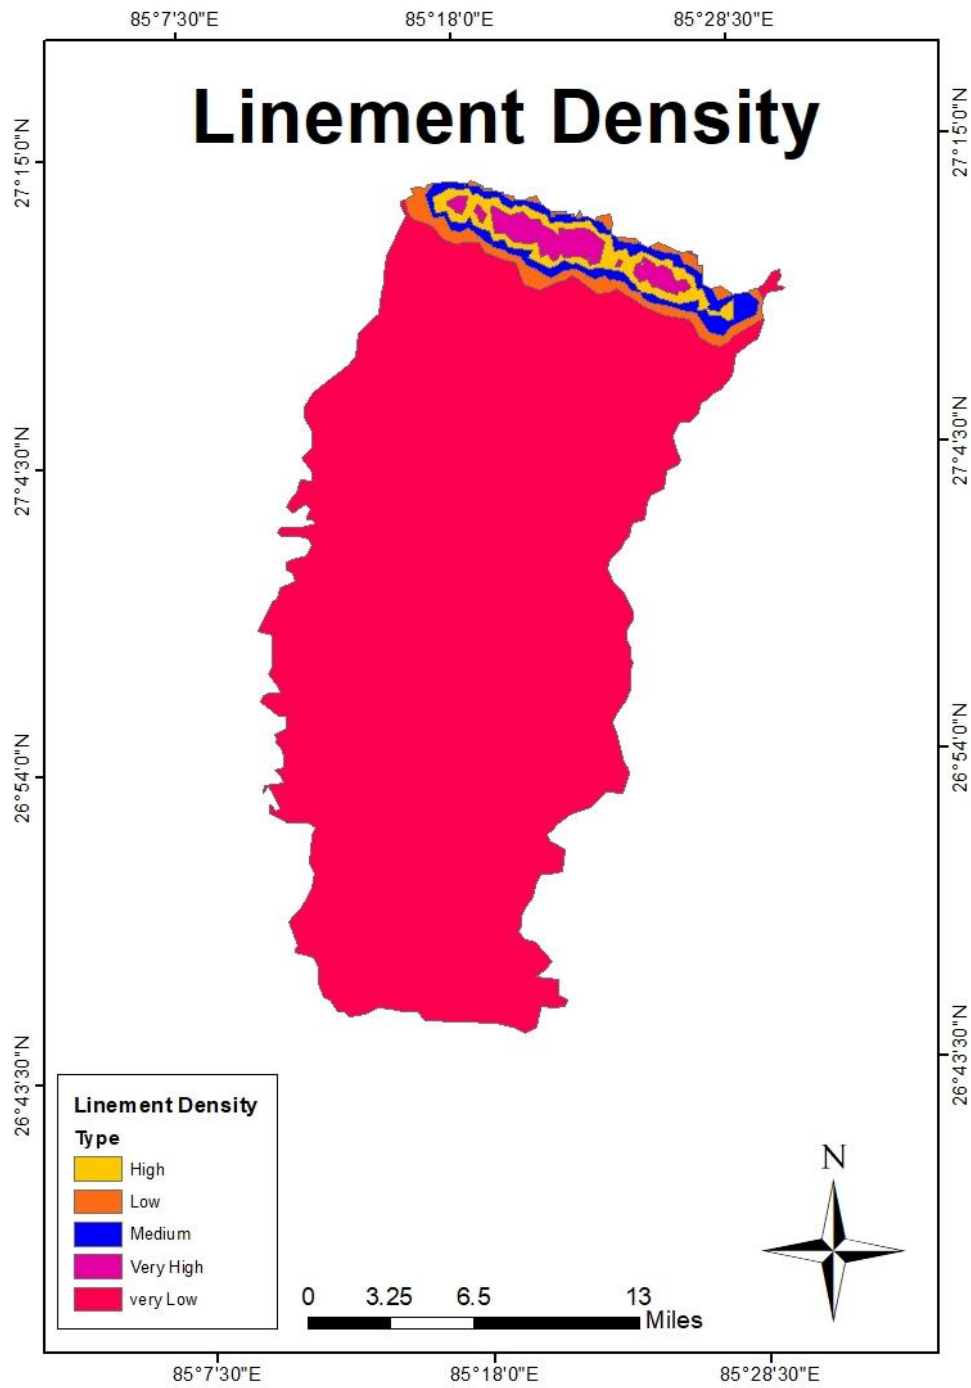 85°7'30"E 85°18'0"E 85°28'30"E
Linement Density
27°15'0"N 27°15'0"N
27°4'30"N 27°4'30"N
26°54'0"N 26°54'0"N
26°43'30"N 26°43'30"N
Linement Density
Type
High
Low
Medium
Very High
very Low
N
0 3.25 6.5 13
Miles
85°7'30"E 85°18'0"E 85°28'30"E